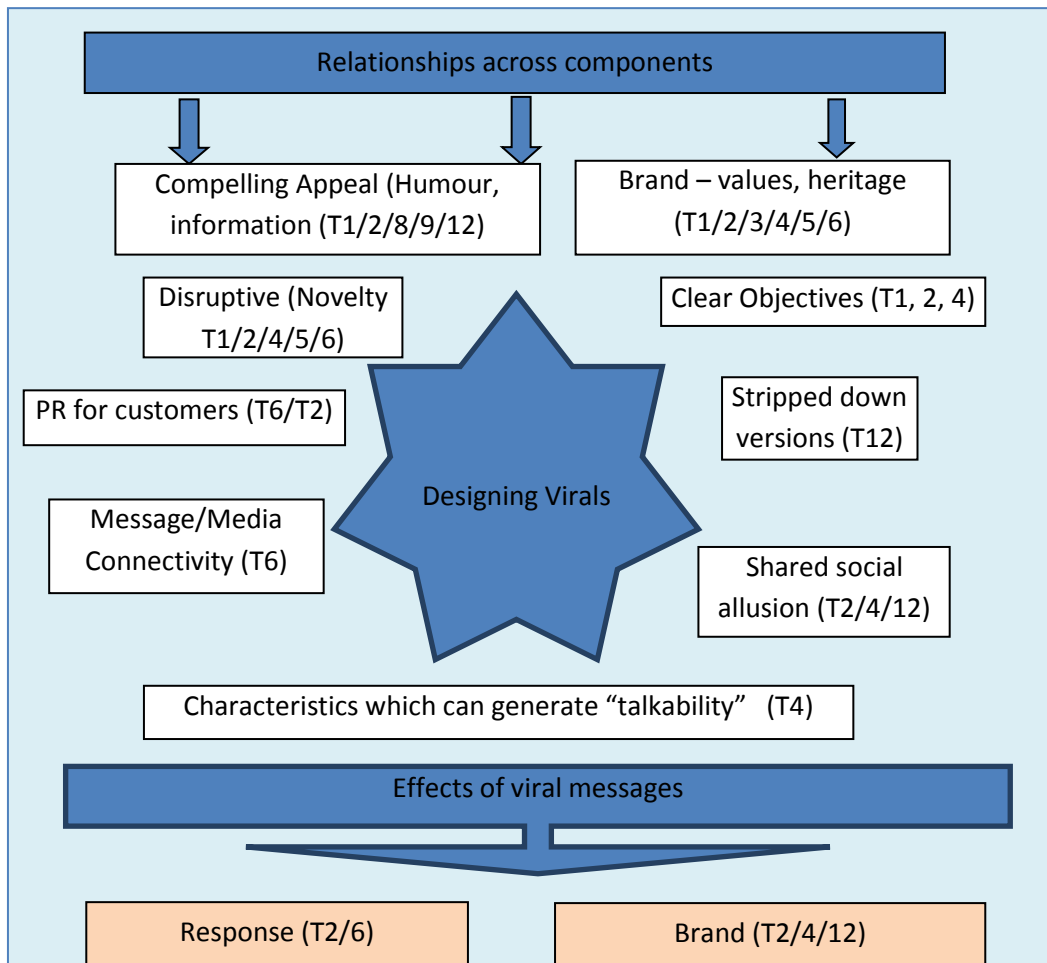 Relationships across components
Compelling Appeal (Humour,
information (T1/2/8/9/12)
Brand – values, heritage
(T1/2/3/4/5/6)
Disruptive (Novelty
T1/2/4/5/6)
Clear Objectives (T1, 2, 4)
PR for customers (T6/T2)
Stripped down
versions (T12)
Designing Virals
Message/Media
Connectivity (T6)
Shared social
allusion (T2/4/12)
Characteristics which can generate “talkability” (T4)
Effects of viral messages
Response (T2/6)
Brand (T2/4/12)